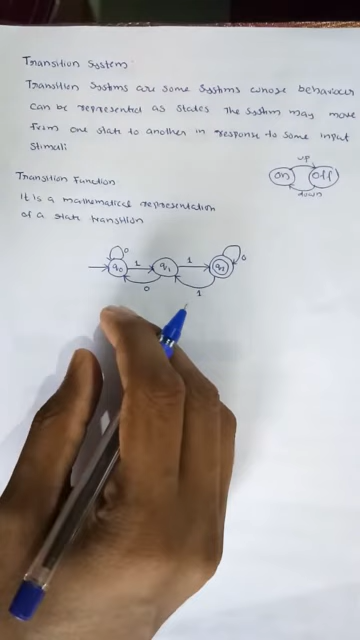 Transition System:
Transition Systems are some systems whose behaviour
can be represented as states The system may move
from one state to another in response to some input
stimuli
up
on off
down
Transition Function
It is a mathematical representation
of a state transition
0 1 1 0
q0 q1 q2
0 1